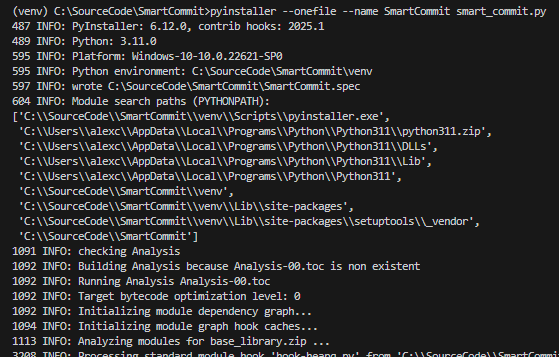 (venv) C:\SourceCode\SmartCommit>pyinstaller --onefile --name SmartCommit smart_commit.py
487 INFO: PyInstaller: 6.12.0, contrib hooks: 2025.1
489 INFO: Python: 3.11.0
595 INFO: Platform: Windows-10-10.0.22621-SP0
595 INFO: Python environment: C:\SourceCode\SmartCommit\venv
597 INFO: wrote C:\SourceCode\SmartCommit\SmartCommit.spec
604 INFO: Module search paths (PYTHONPATH):
['C:\\SourceCode\\SmartCommit\\venv\\Scripts\\pyinstaller.exe',
 'C:\\Users\\alexc\\AppData\\Local\\Programs\\Python\\Python311\\python311.zip',
 'C:\\Users\\alexc\\AppData\\Local\\Programs\\Python\\Python311\\DLLs',
 'C:\\Users\\alexc\\AppData\\Local\\Programs\\Python\\Python311\\Lib',
 'C:\\Users\\alexc\\AppData\\Local\\Programs\\Python\\Python311',
 'C:\\SourceCode\\SmartCommit\\venv',
 'C:\\SourceCode\\SmartCommit\\venv\\Lib\\site-packages',
 'C:\\SourceCode\\SmartCommit\\venv\\Lib\\site-packages\\setuptools\\_vendor',
 'C:\\SourceCode\\SmartCommit']
1091 INFO: checking Analysis
1092 INFO: Building Analysis because Analysis-00.toc is non existent
1092 INFO: Running Analysis Analysis-00.toc
1092 INFO: Target bytecode optimization level: 0
1092 INFO: Initializing module dependency graph...
1094 INFO: Initializing module graph hook caches...
1113 INFO: Analyzing modules for base_library.zip ...
3208 INFO: Processing standard module hook 'hook-heapq.py' from 'C:\\SourceCode\\SmartCommit\\venv